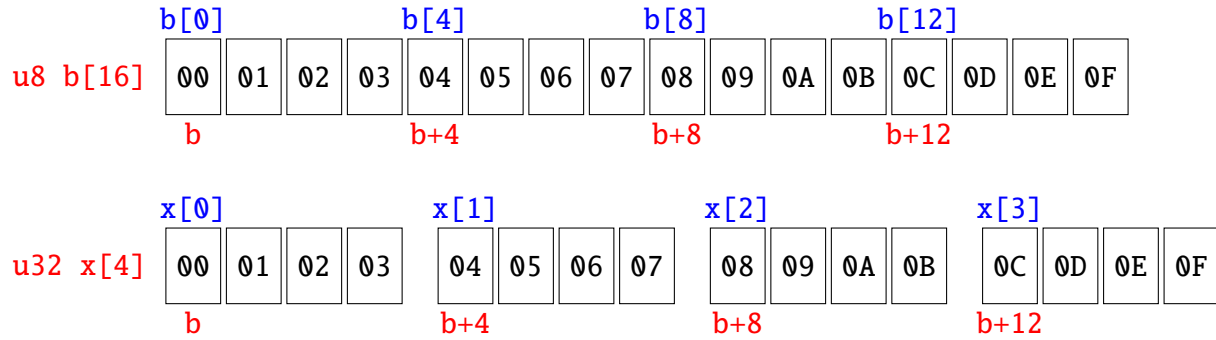 b[0] b[4] b[8] b[12]
u8 b[16] 00 01 02 03 04 05 06 07 08 09 0A 0B 0C 0D 0E 0F
b b+4 b+8 b+12
x[0] x[1] x[2] x[3]
u32 x[4] 00 01 02 03 04 05 06 07 08 09 0A 0B 0C 0D 0E 0F
b b+4 b+8 b+12